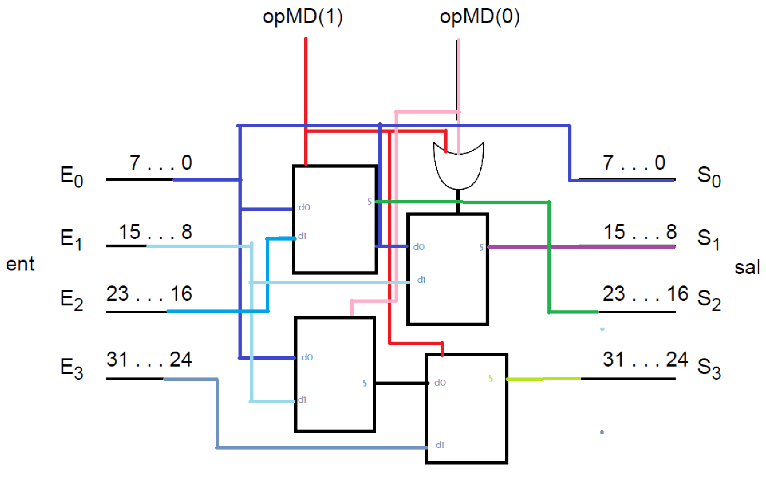 opMD(1) opMD(0)
E0 7 . . . 0 7 . . . 0 S0
d0 s
E1 15 . . . 8 d1 d0 s 15 . . . 8 S1
ent sal
d1
E2 23 . . . 16 23 . . . 16 S2
E3 31 . . . 24 d0 31 . . . 24 S3
s d0 s
d1
d1